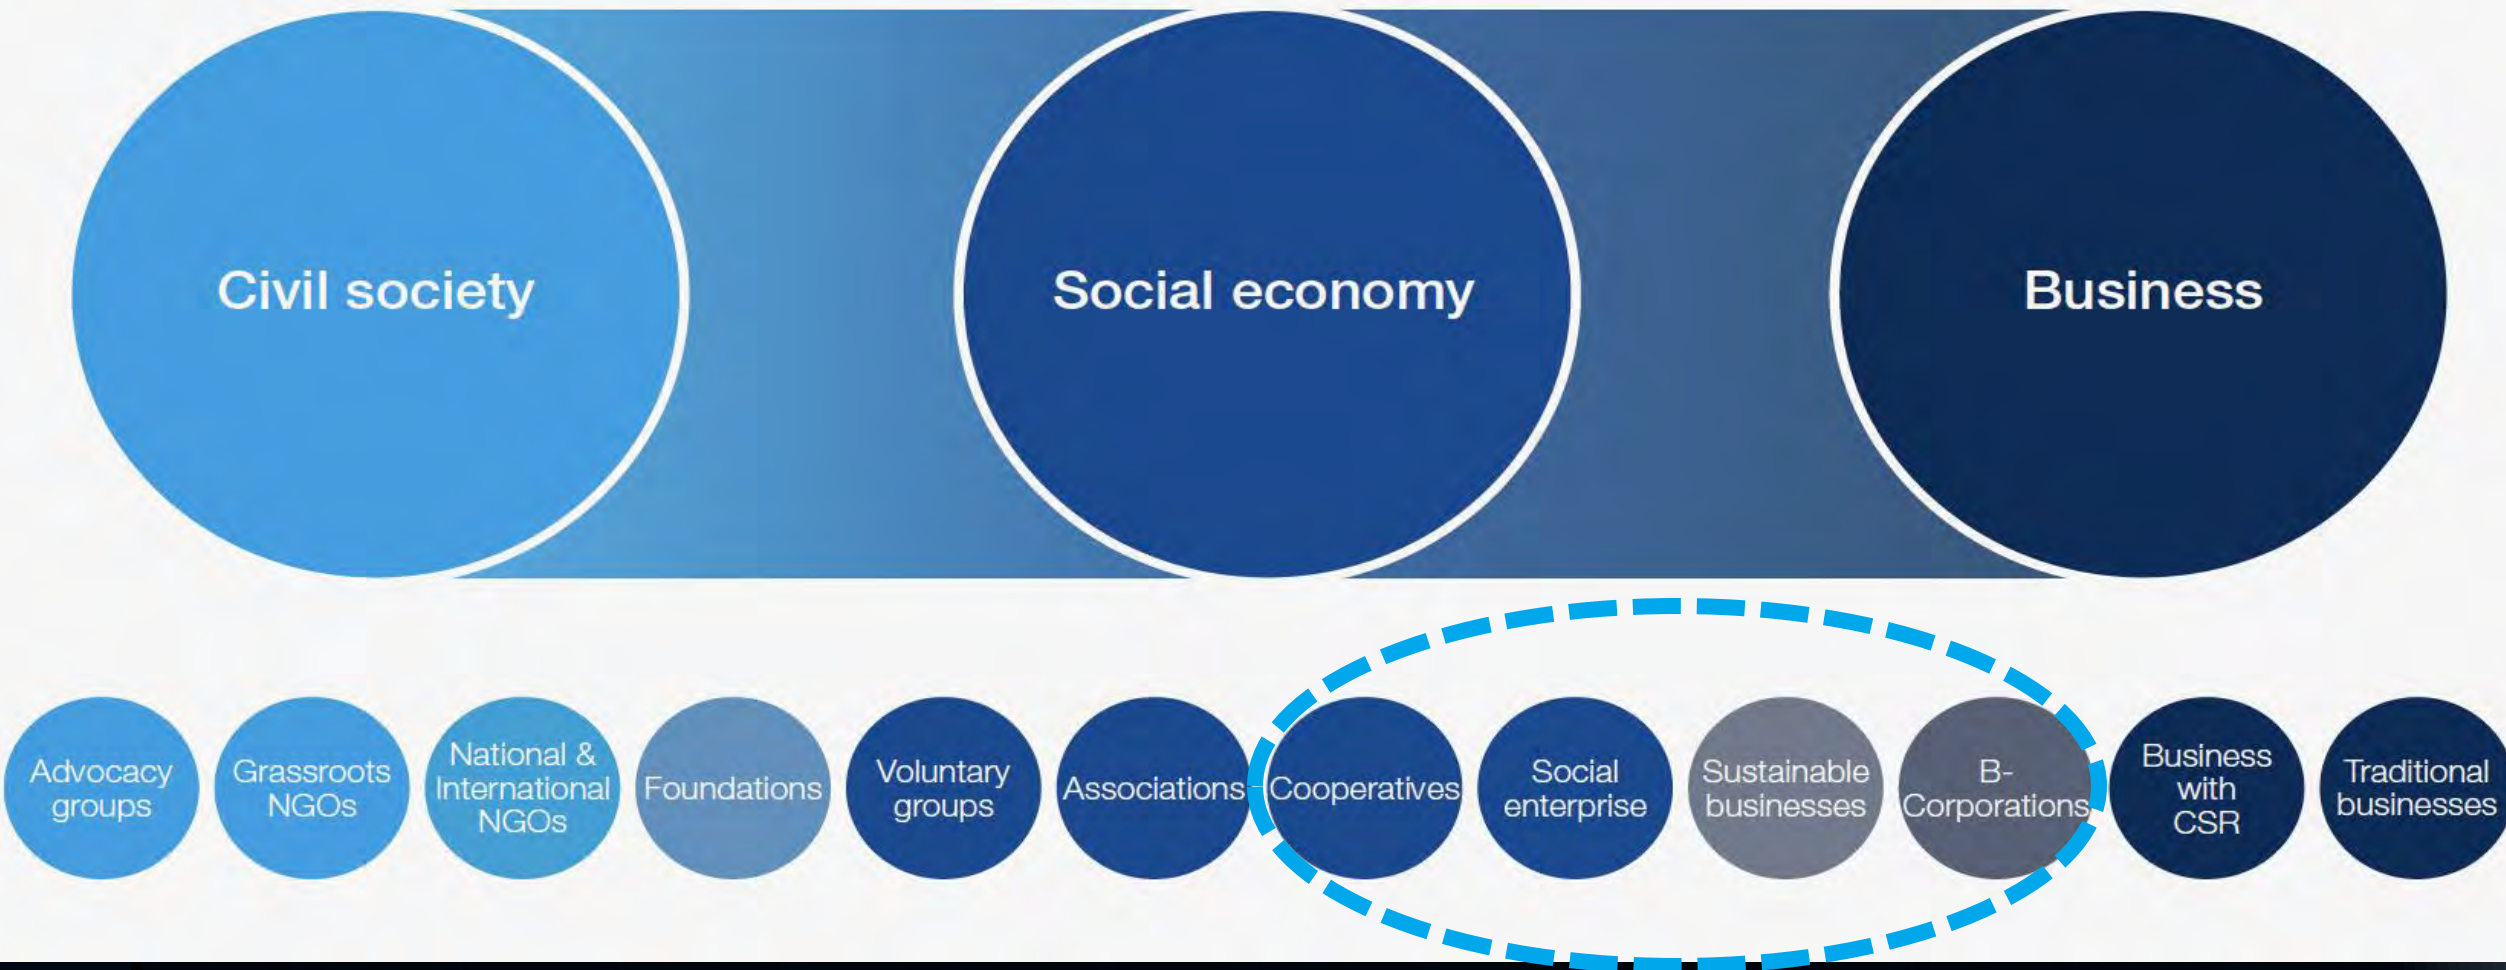 Civil society
Social economy
Business
Advocacy
groups
Grassroots
NGOs
National &
International
NGOs
Foundations
Voluntary
groups
Associations
Cooperatives
Social
enterprise
Sustainable
businesses
B-
Corporations
Business
with
CSR
Traditional
businesses